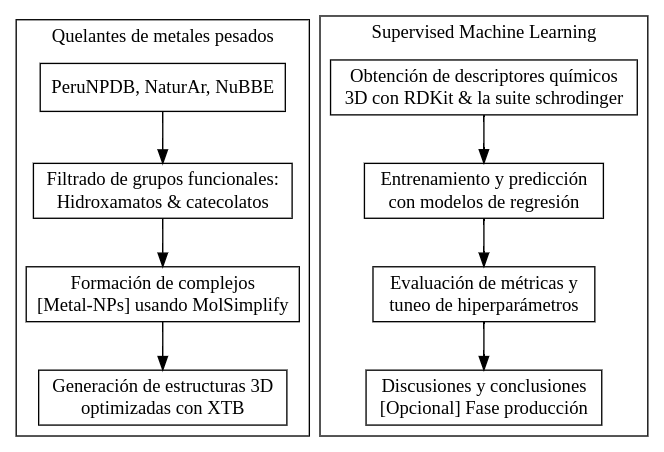 Quelantes de metales pesados
PeruNPDB, NaturAr, NuBBE
Filtrado de grupos funcionales:
Hidroxamatos & catecolatos
Formación de complejos
[Metal-NPs] usando MolSimplify
Generación de estructuras 3D
optimizadas con XTB
Supervised Machine Learning
Obtención de descriptores químicos
3D con RDKit & la suite schrodinger
Entrenamiento y predicción
con modelos de regresión
Evaluación de métricas y
tuneo de hiperparámetros
Discusiones y conclusiones
[Opcional] Fase producción